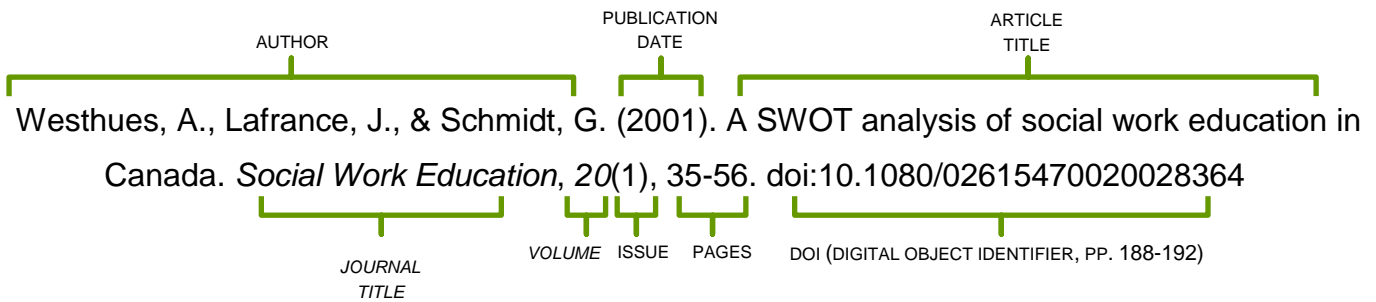 PUBLICATION
DATE
ARTICLE
TITLE
AUTHOR
Westhues, A., Lafrance, J., & Schmidt, G. (2001). A SWOT analysis of social work education in
Canada. Social Work Education, 20(1), 35-56. doi:10.1080/02615470020028364
VOLUME ISSUE PAGES DOI (DIGITAL OBJECT IDENTIFIER, PP. 188-192)
JOURNAL
TITLE